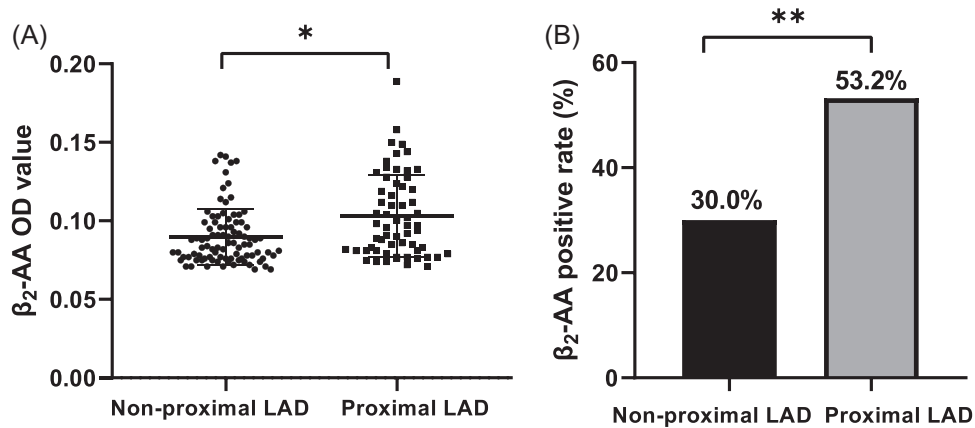 (A)
*
β₂-AA OD value
0.20
0.15
0.10
0.05
0.00
Non-proximal LAD
Proximal LAD
(B)
**
β₂-AA positive rate (%)
60
40
20
0
30.0%
53.2%
Non-proximal LAD
Proximal LAD